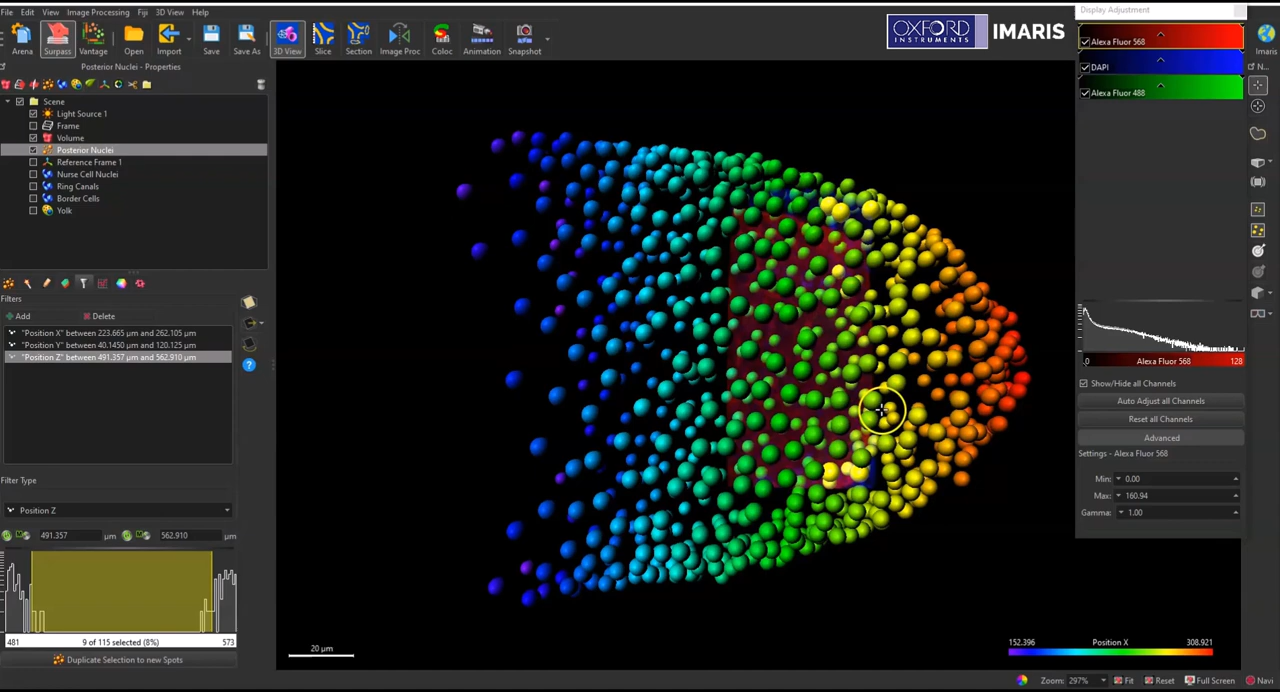 File Edit View Image Processing Fiji 3D View Help
Arena Surpass Vantage Open Import Save Save As 3D View Slice Section Image Proc Coloc Animation Snapshot
OXFORD INSTRUMENTS IMARIS
Imaris
Display Adjustment
Alexa Fluor 568
DAPI
Alexa Fluor 488
N...
Posterior Nuclei - Properties
Scene
Light Source 1
Frame
Volume
Posterior Nuclei
Reference Frame 1
Nurse Cell Nuclei
Ring Canals
Border Cells
Yolk
Filters
Add Delete
"Position X" between 223.665 μm and 262.105 μm
"Position Y" between 40.1450 μm and 120.125 μm
"Position Z" between 491.357 μm and 562.910 μm
Filter Type
Position Z
491.357 μm 562.910 μm
481 9 of 115 selected (8%) 573
Duplicate Selection to new Spots
0 Alexa Fluor 568 128
Show/Hide all Channels
Auto Adjust all Channels
Reset all Channels
Advanced
Settings - Alexa Fluor 568
Min: 0.00
Max: 160.94
Gamma: 1.00
20 μm
152.396 Position X 308.921
Zoom: 297% Fit Reset Full Screen Navi